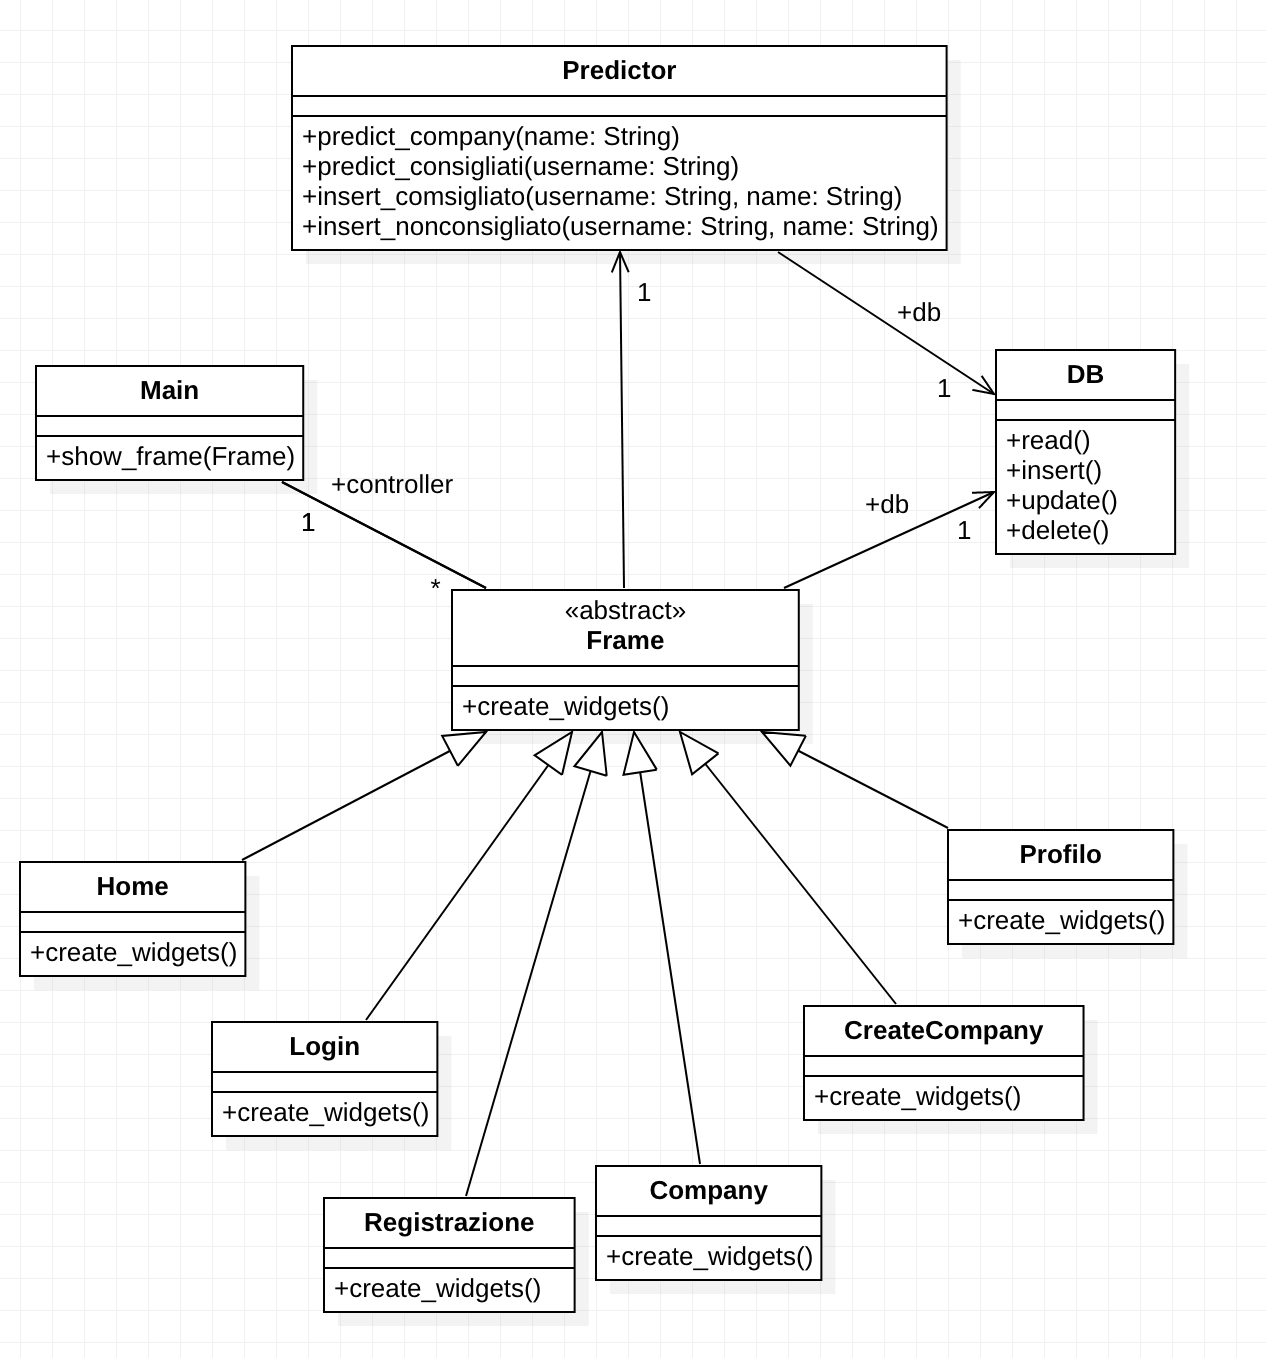 Predictor
+predict_company(name: String)
+predict_consigliati(username: String)
+insert_comsigliato(username: String, name: String)
+insert_nonconsigliato(username: String, name: String)
1
+db
1
DB
+read()
+insert()
+update()
+delete()
Main
+show_frame(Frame)
+controller
1
*
+db
1
«abstract»
Frame
+create_widgets()
Profilo
+create_widgets()
Home
+create_widgets()
CreateCompany
+create_widgets()
Login
+create_widgets()
Company
+create_widgets()
Registrazione
+create_widgets()